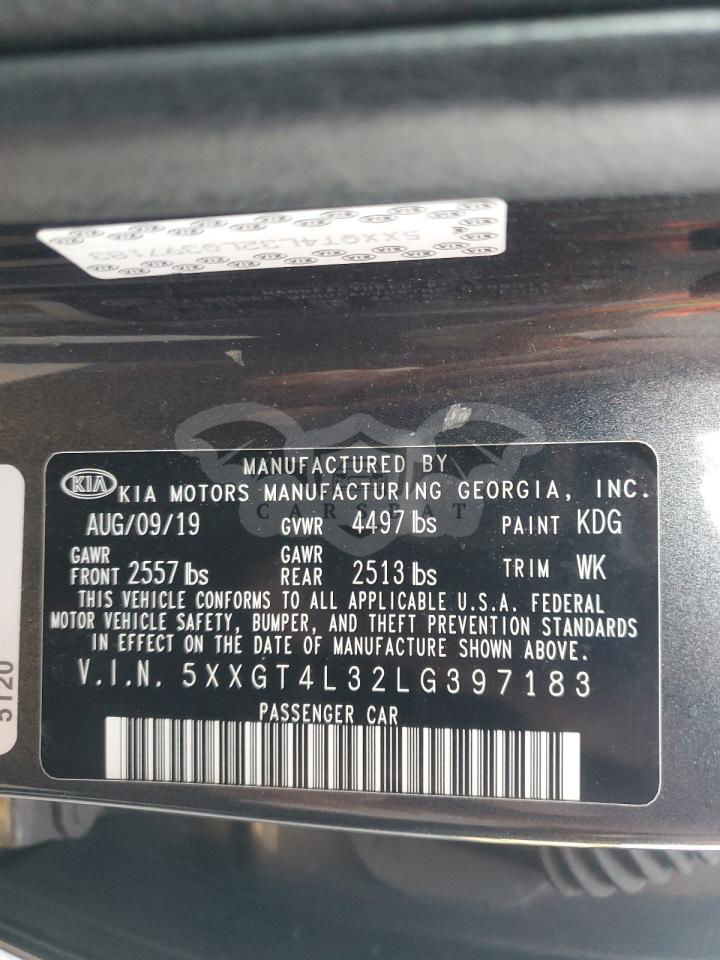 5XXGT4L32LG397183
MANUFACTURED BY
KIA KIA MOTORS MANUFACTURING GEORGIA, INC.
CARSBAT
AUG/09/19 GVWR 4497 lbs PAINT KDG
GAWR FRONT 2557 lbs GAWR REAR 2513 lbs TRIM WK
THIS VEHICLE CONFORMS TO ALL APPLICABLE U.S.A. FEDERAL
MOTOR VEHICLE SAFETY, BUMPER, AND THEFT PREVENTION STANDARDS
IN EFFECT ON THE DATE OF MANUFACTURE SHOWN ABOVE.
V.I.N. 5XXGT4L32LG397183
PASSENGER CAR
5120